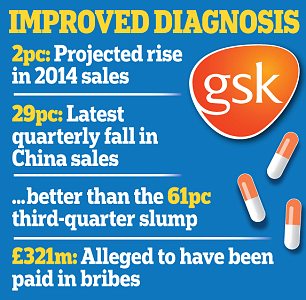 IMPROVED DIAGNOSIS
2pc: Projected rise
in 2014 sales
gsk
29pc: Latest
quarterly fall in
China sales
...better than the 61pc
third-quarter slump
£321m: Alleged to have been
paid in bribes